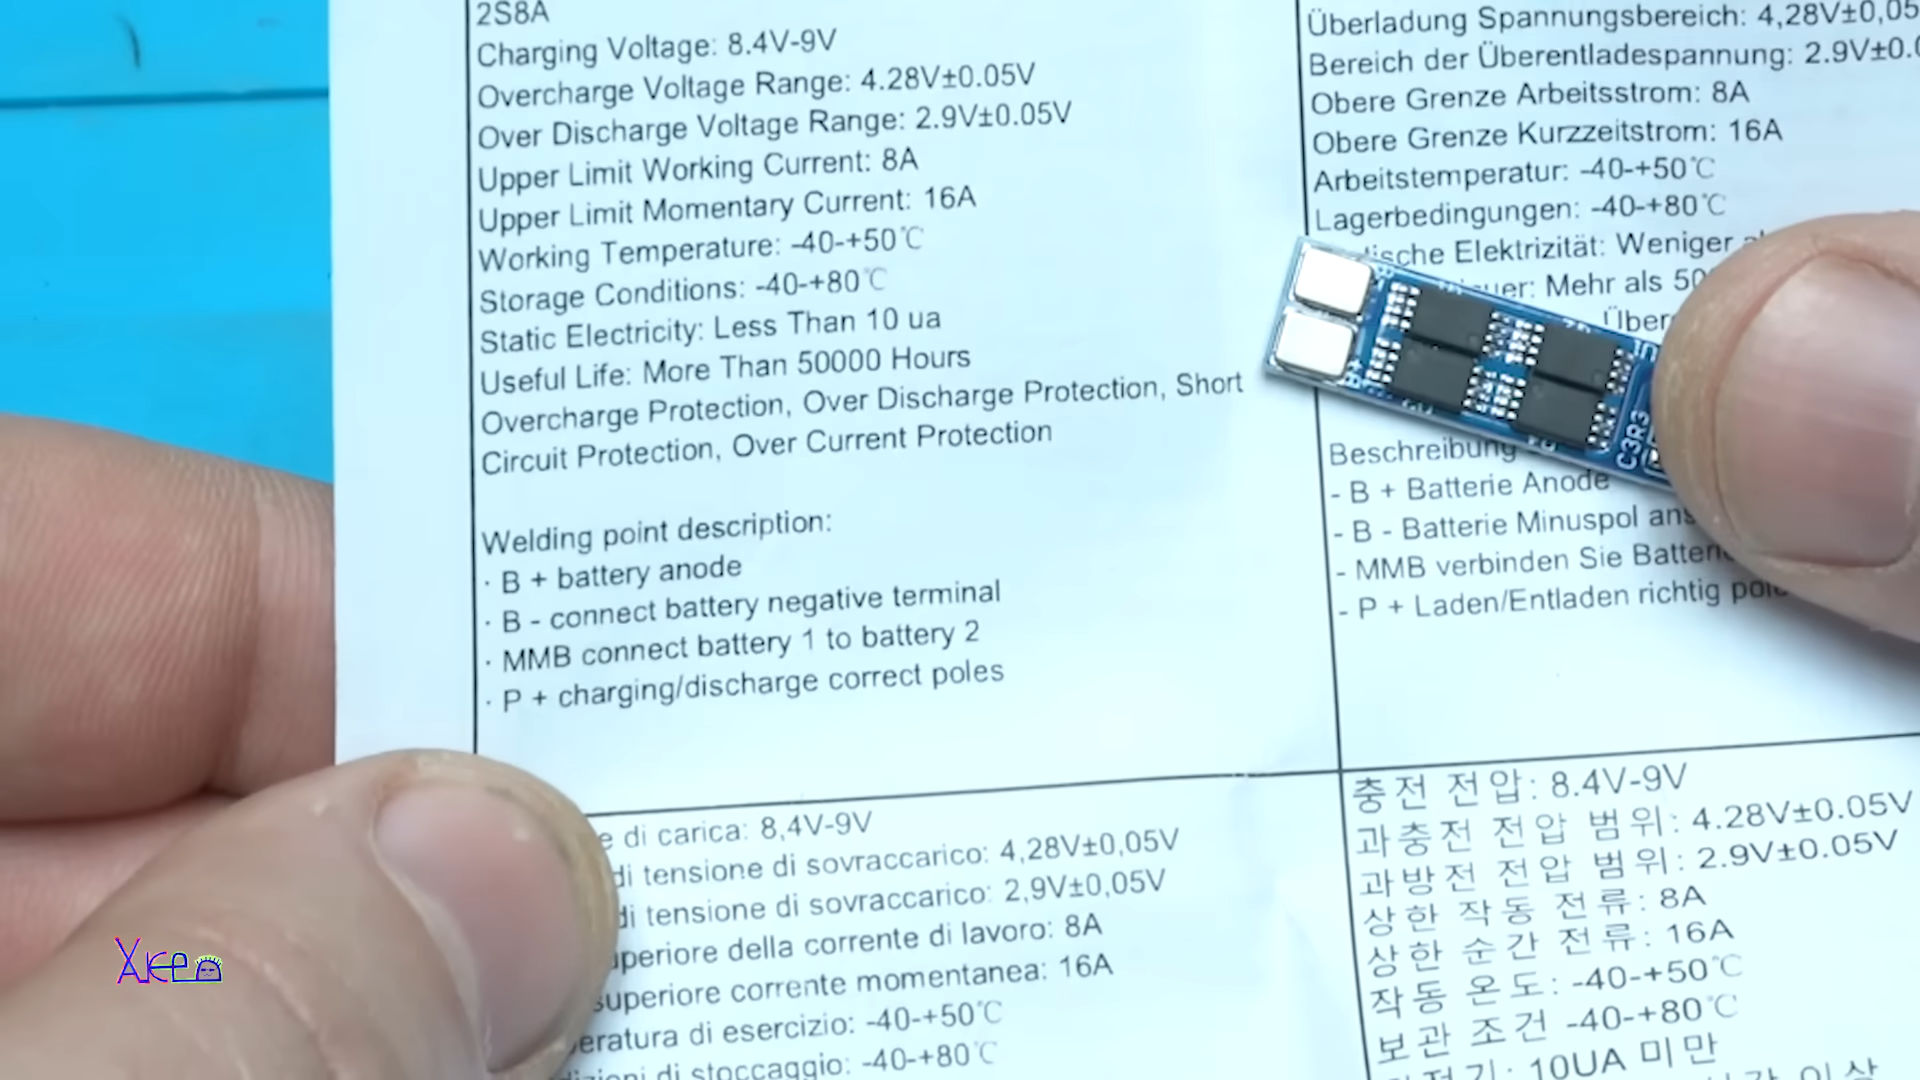 2S8A
Charging Voltage: 8.4V-9V
Overcharge Voltage Range: 4.28V±0.05V
Over Discharge Voltage Range: 2.9V±0.05V
Upper Limit Working Current: 8A
Upper Limit Momentary Current: 16A
Working Temperature: -40-+50℃
Storage Conditions: -40-+80℃
Static Electricity: Less Than 10 ua
Useful Life: More Than 50000 Hours
Overcharge Protection, Over Discharge Protection, Short
Circuit Protection, Over Current Protection
Welding point description:
· B + battery anode
· B - connect battery negative terminal
· MMB connect battery 1 to battery 2
· P + charging/discharge correct poles
Überladung Spannungsbereich: 4,28V±0,05
Bereich der Überentladespannung: 2.9V±0.0
Obere Grenze Arbeitsstrom: 8A
Obere Grenze Kurzzeitstrom: 16A
Arbeitstemperatur: -40-+50℃
Lagerbedingungen: -40-+80℃
Elektrizität: Weniger
Mehr als
Beschreibung
- B + Batterie Anode
- B - Batterie Minuspol
- MMB verbinden Sie
- P + Laden/Entladen richtig
C3R3
di carica: 8,4V-9V
di tensione di sovraccarico: 4,28V±0,05V
di tensione di sovraccarico: 2,9V±0,05V
della corrente di lavoro: 8A
superiore corrente momentanea: 16A
di esercizio: -40-+50℃
di stoccaggio: -40-+80℃
충전 전압: 8.4V-9V
과충전 전압 범위: 4.28V±0.05V
과방전 전압 범위: 2.9V±0.05V
상한 작동 전류: 8A
상한 순간 전류: 16A
작동 온도: -40-+50℃
보관 조건 -40-+80℃
10UA 미만